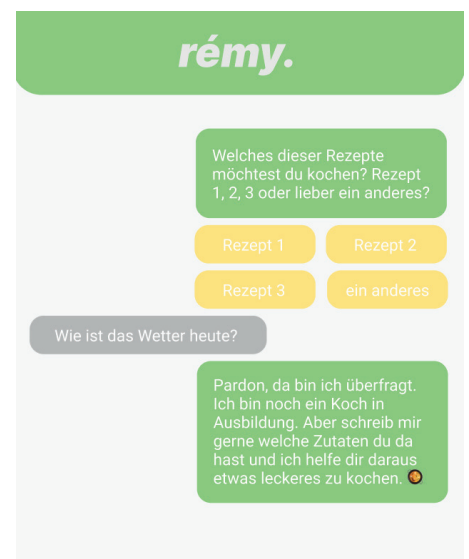 rémy.
Welches dieser Rezepte
möchtest du kochen? Rezept
1, 2, 3 oder lieber ein anderes?
Rezept 1
Rezept 2
Rezept 3
ein anderes
Wie ist das Wetter heute?
Pardon, da bin ich überfragt.
Ich bin noch ein Koch in
Ausbildung. Aber schreib mir
gerne welche Zutaten du da
hast und ich helfe dir daraus
etwas leckeres zu kochen. 🥘